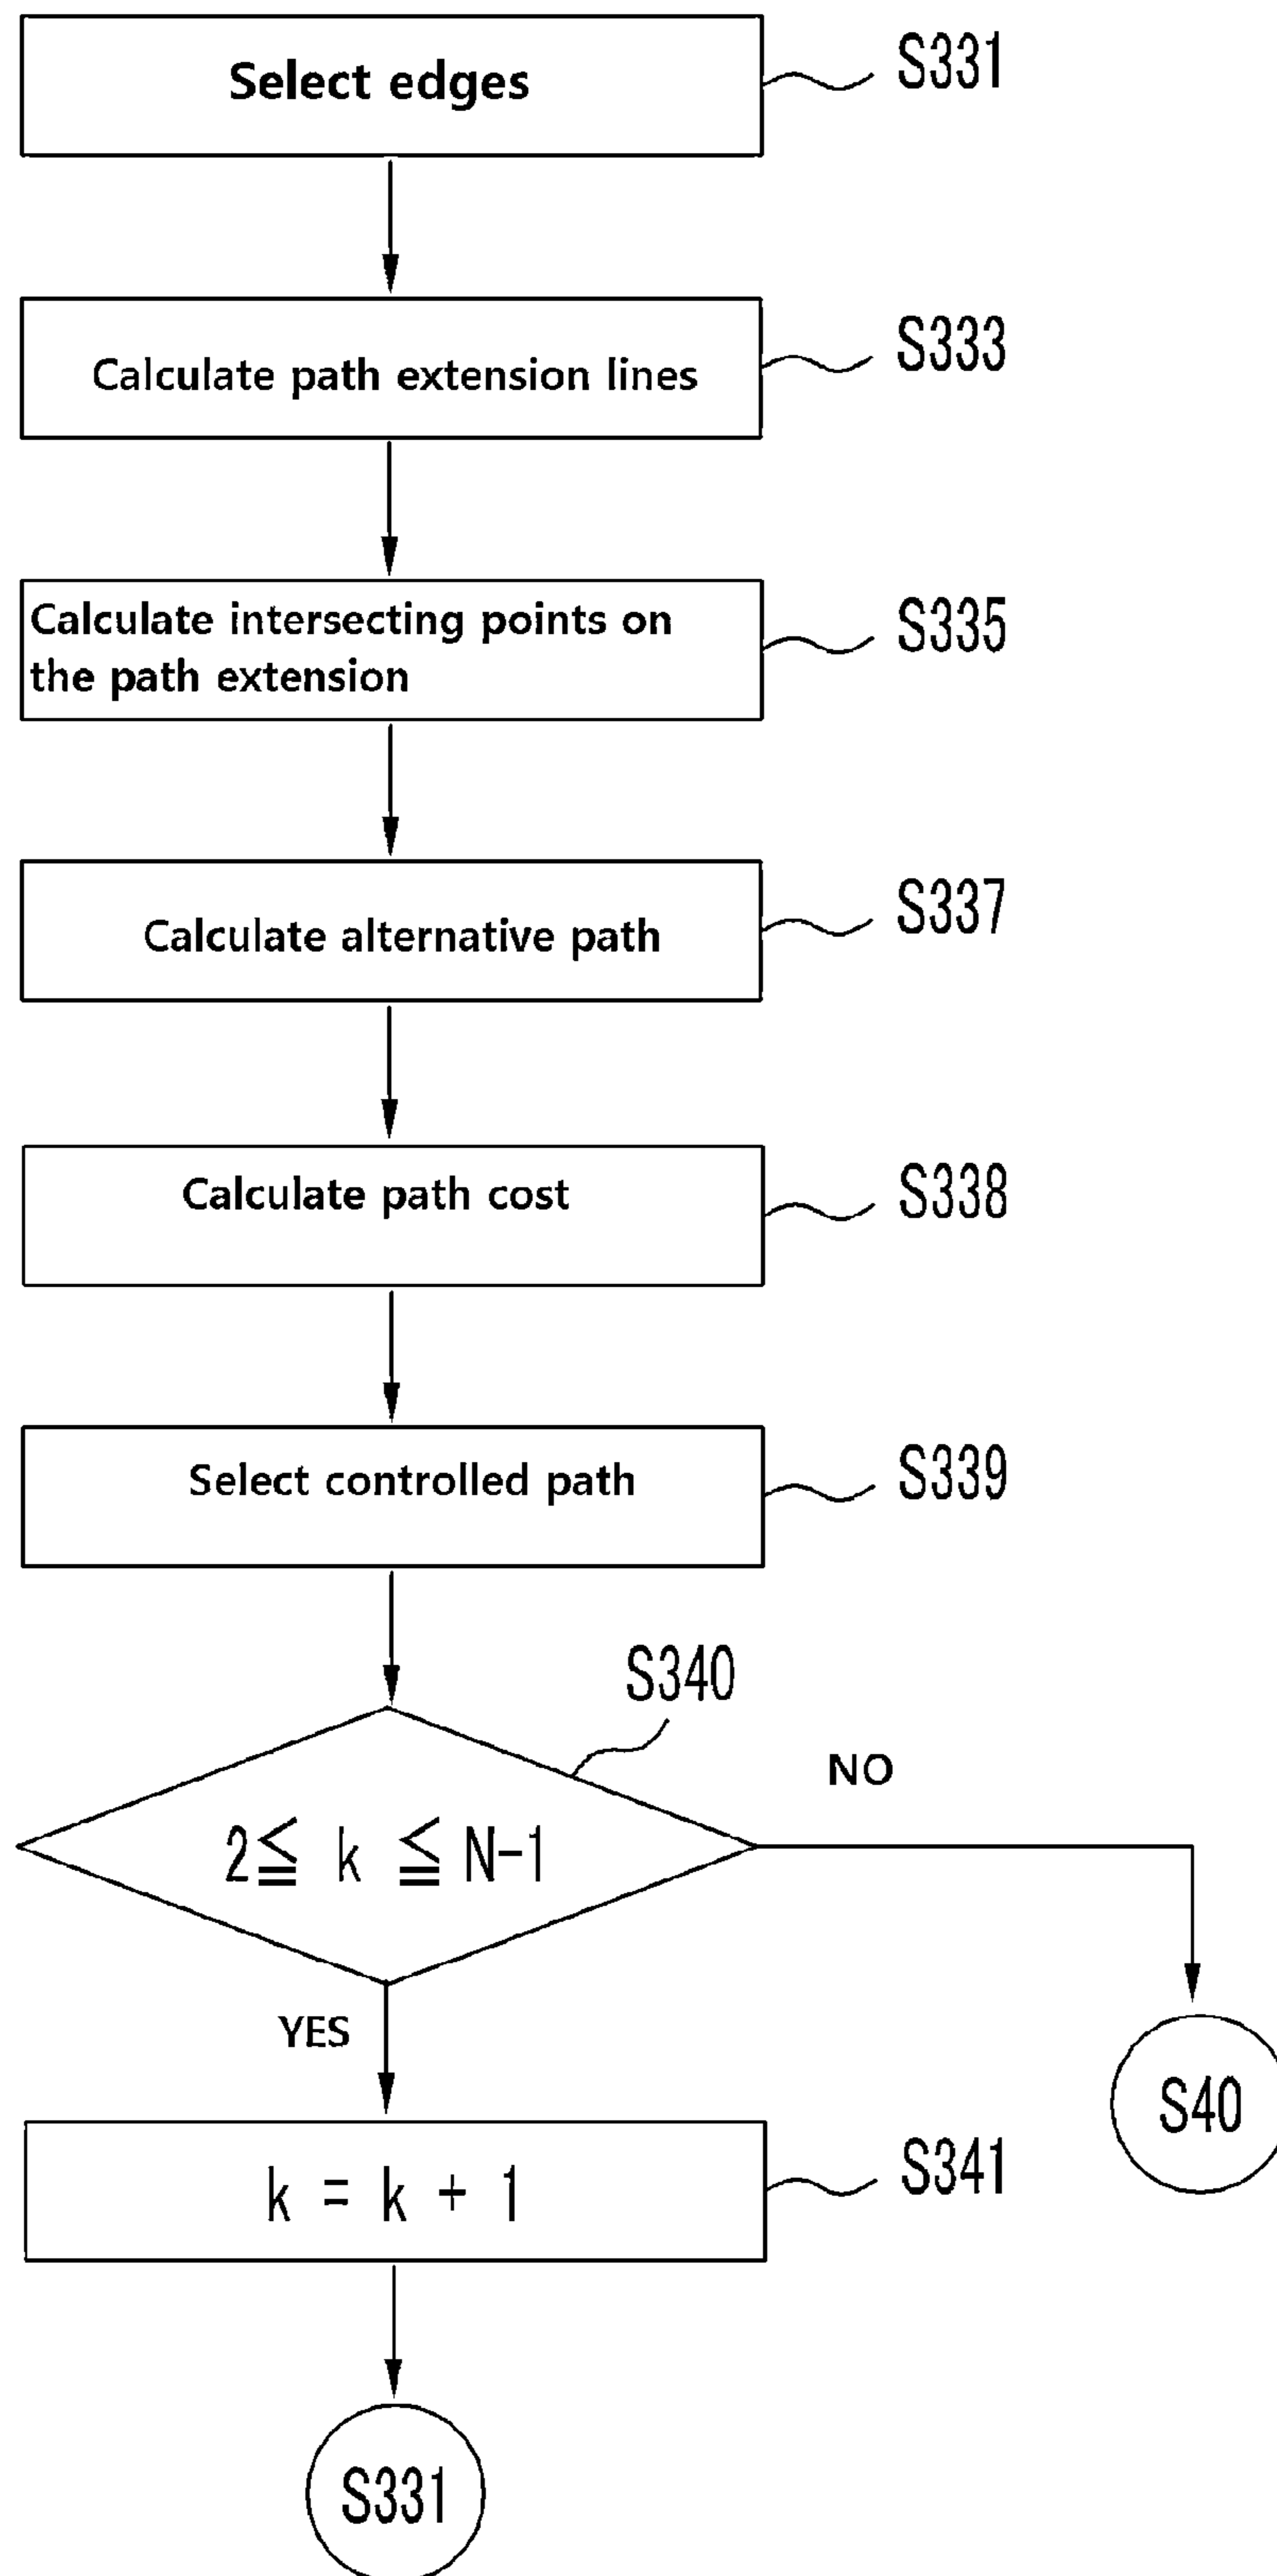 Select edges
S331
Calculate path extension lines
S333
Calculate intersecting points on
the path extension
S335
Calculate alternative path
S337
Calculate path cost
S338
Select controlled path
S339
S340
2≦ k ≦ N-1
NO
YES
S40
k = k + 1
S341
S331